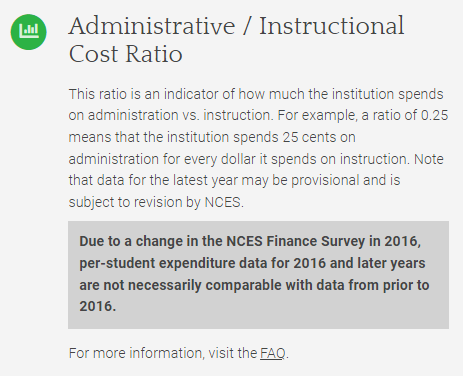 Administrative / Instructional
Cost Ratio
This ratio is an indicator of how much the institution spends
on administration vs. instruction. For example, a ratio of 0.25
means that the institution spends 25 cents on
administration for every dollar it spends on instruction. Note
that data for the latest year may be provisional and is
subject to revision by NCES.
Due to a change in the NCES Finance Survey in 2016,
per-student expenditure data for 2016 and later years
are not necessarily comparable with data from prior to
2016.
For more information, visit the FAQ.